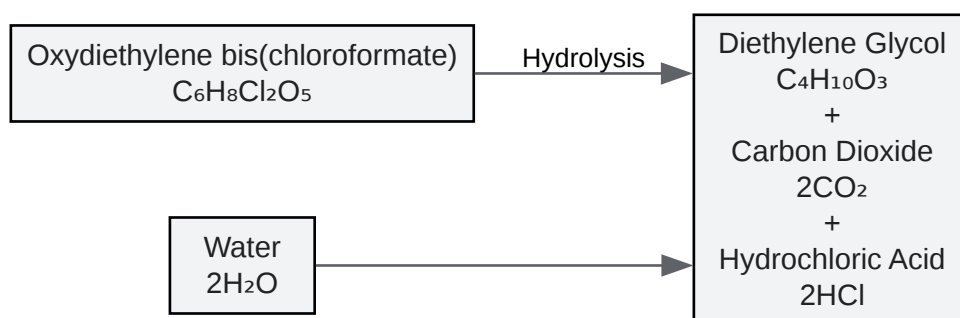 Oxydiethylene bis(chloroformate)
C₆H₈Cl₂O₅
Hydrolysis
Diethylene Glycol
C₄H₁₀O₃
+
Carbon Dioxide
2CO₂
+
Hydrochloric Acid
2HCl
Water
2H₂O